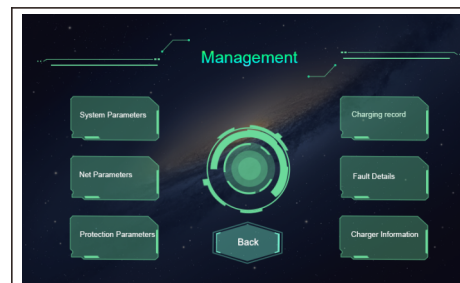 Management
System Parameters
Charging record
Net Parameters
Fault Details
Protection Parameters
Back
Charger Information